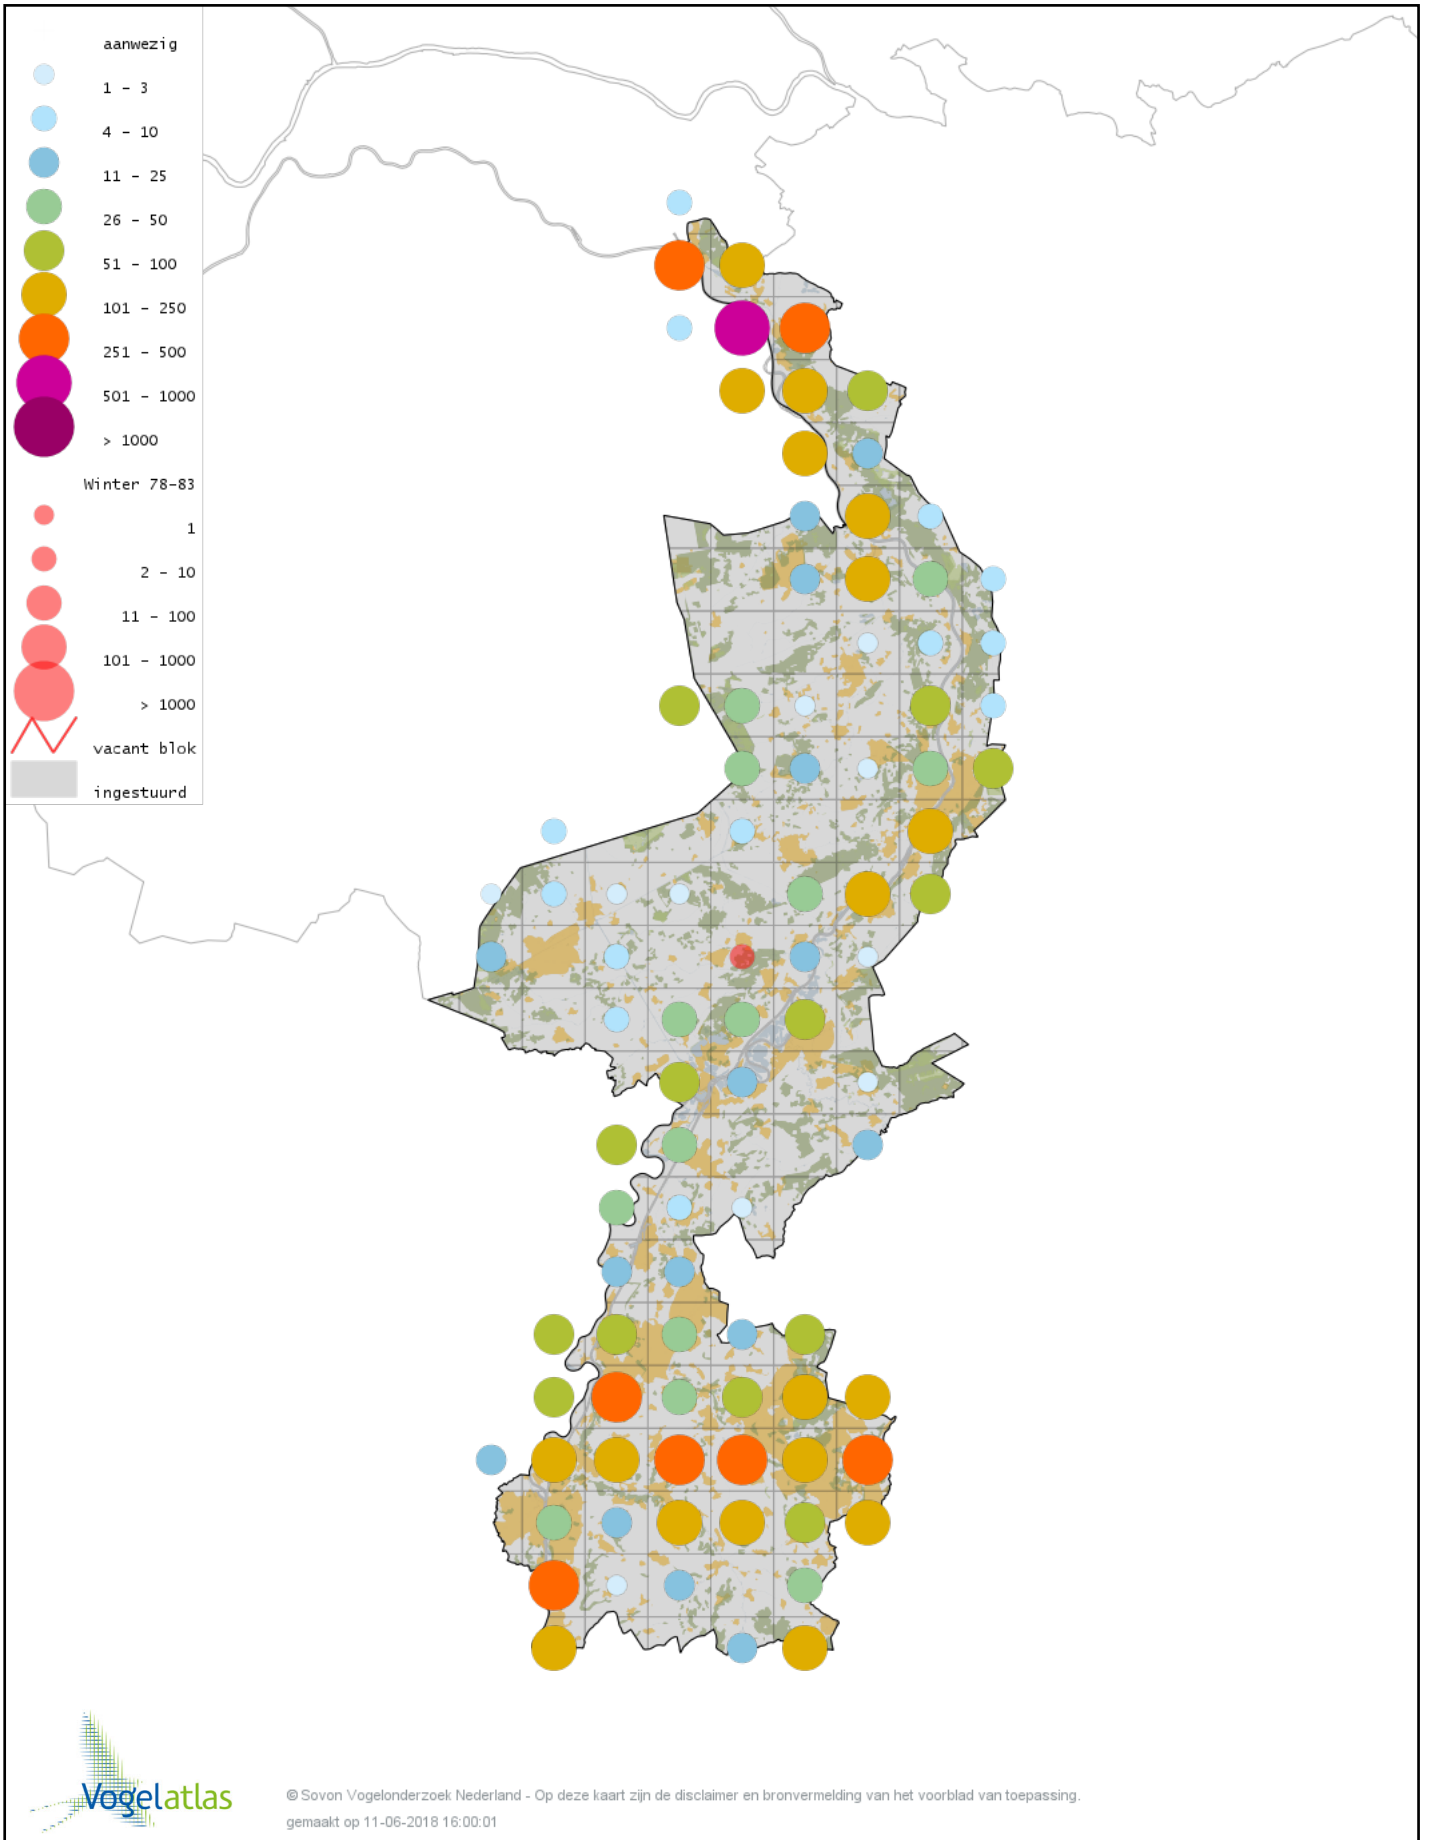 aanwezig
1 - 3
4 - 10
11 - 25
26 - 50
51 - 100
101 - 250
251 - 500
501 - 1000
> 1000
Winter 78-83
1
2 - 10
11 - 100
101 - 1000
> 1000
vacant blok
ingestuurd
Vogelatlas
© Sovon Vogelonderzoek Nederland - Op deze kaart zijn de disclaimer en bronvermelding van het voorblad van toepassing.
gemaakt op 11-06-2018 16:00:01